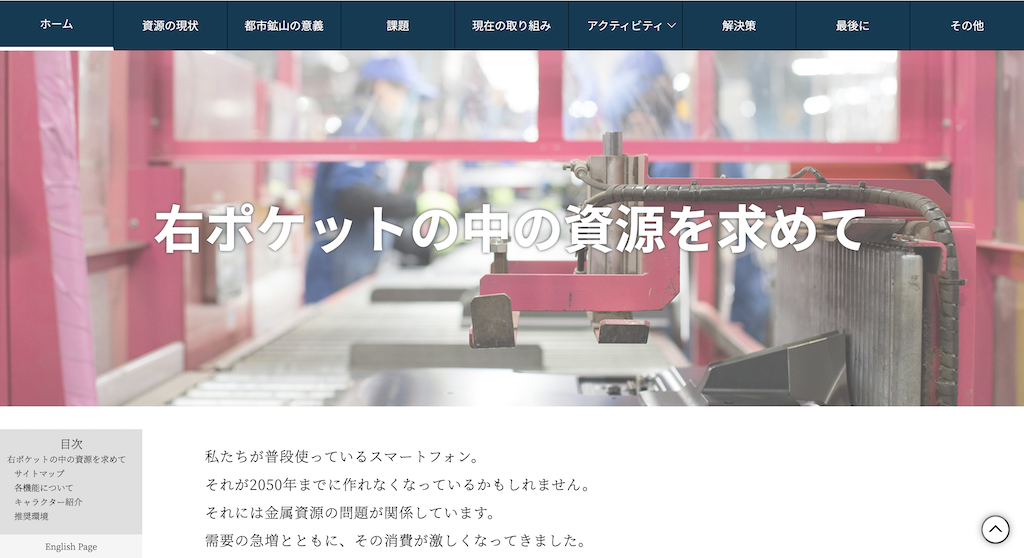 ホーム
資源の現状
都市鉱山の意義
課題
現在の取り組み
アクティビティ
解決策
最後に
その他
右ポケットの中の資源を求めて
目次
右ポケットの中の資源を求めて
サイトマップ
各機能について
キャラクター紹介
推奨環境
English Page
私たちが普段使っているスマートフォン。
それが2050年までに作れなくなっているかもしれません。
それには金属資源の問題が関係しています。
需要の急増とともに、その消費が激しくなってきました。